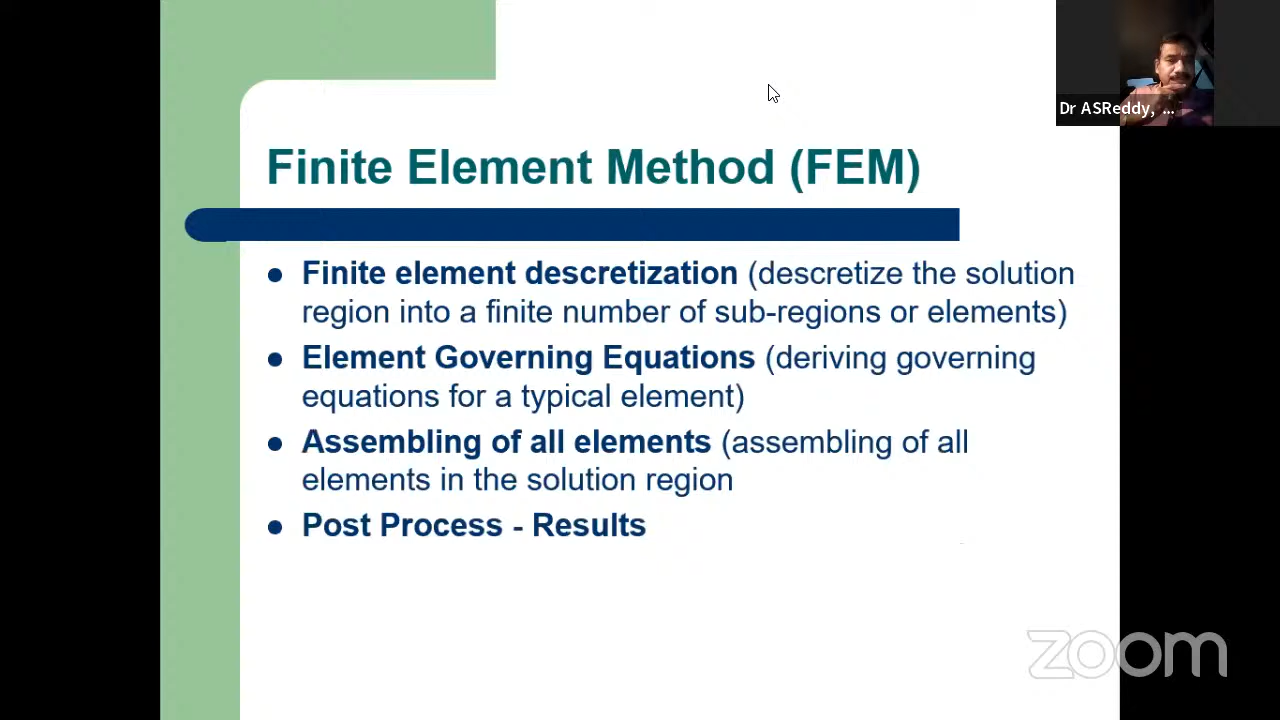 Dr ASReddy, ...
Finite Element Method (FEM)
● Finite element descretization (descretize the solution
region into a finite number of sub-regions or elements)
● Element Governing Equations (deriving governing
equations for a typical element)
● Assembling of all elements (assembling of all
elements in the solution region
● Post Process - Results
zoom